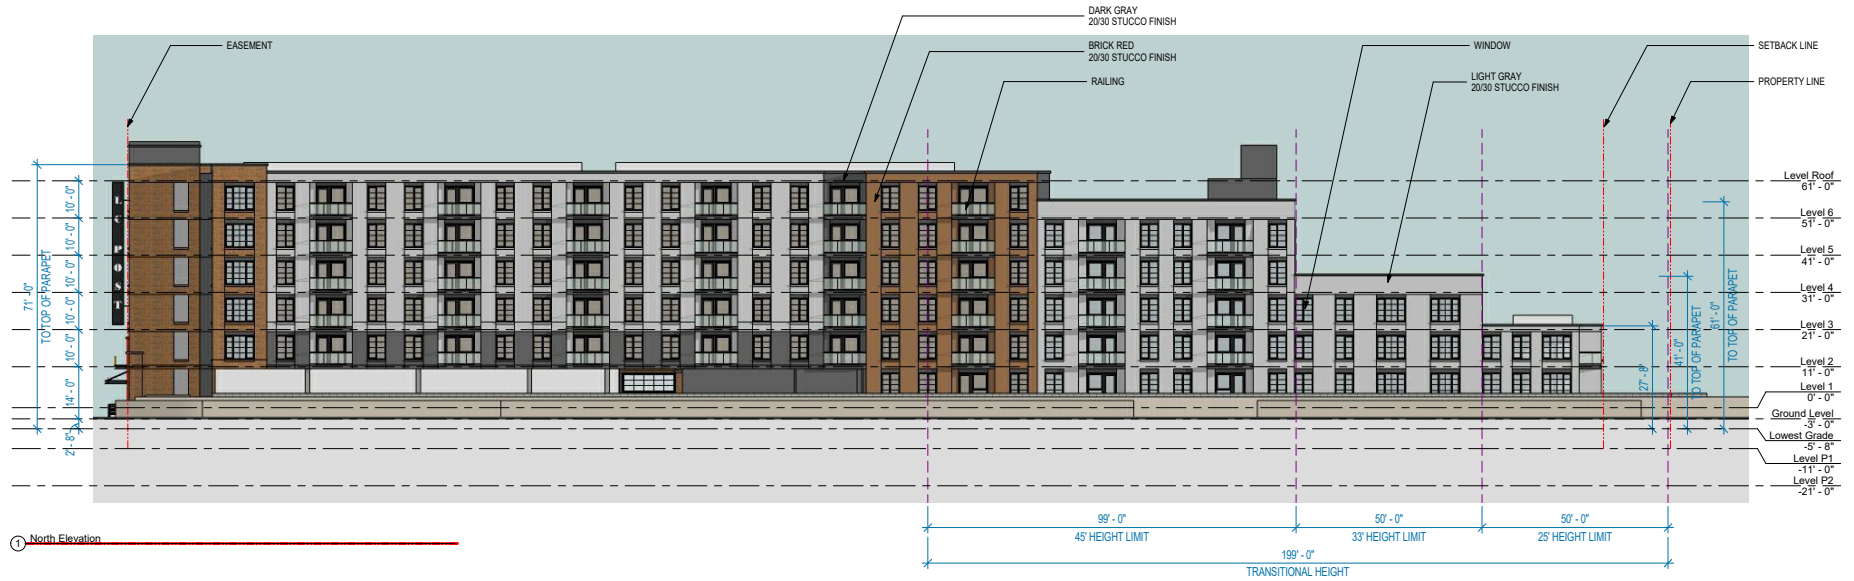 DARK GRAY
20/30 STUCCO FINISH
EASEMENT
BRICK RED
20/30 STUCCO FINISH
WINDOW
SETBACK LINE
RAILING
LIGHT GRAY
20/30 STUCCO FINISH
PROPERTY LINE
LC POST
71' - 0"
TO TOP OF PARAPET
10' - 0"
10' - 0"
10' - 0"
10' - 0"
10' - 0"
14' - 0"
2' - 8"
Level Roof
61' - 0"
Level 6
51' - 0"
Level 5
41' - 0"
Level 4
31' - 0"
Level 3
21' - 0"
Level 2
11' - 0"
Level 1
0' - 0"
Ground Level
-3' - 0"
Lowest Grade
-5' - 8"
Level P1
-11' - 0"
Level P2
-21' - 0"
27' - 8"
41' - 0"
TO TOP OF PARAPET
61' - 0"
TO TOF OF PARAPET
99' - 0"
45' HEIGHT LIMIT
50' - 0"
33' HEIGHT LIMIT
50' - 0"
25' HEIGHT LIMIT
199' - 0"
TRANSITIONAL HEIGHT
1 North Elevation